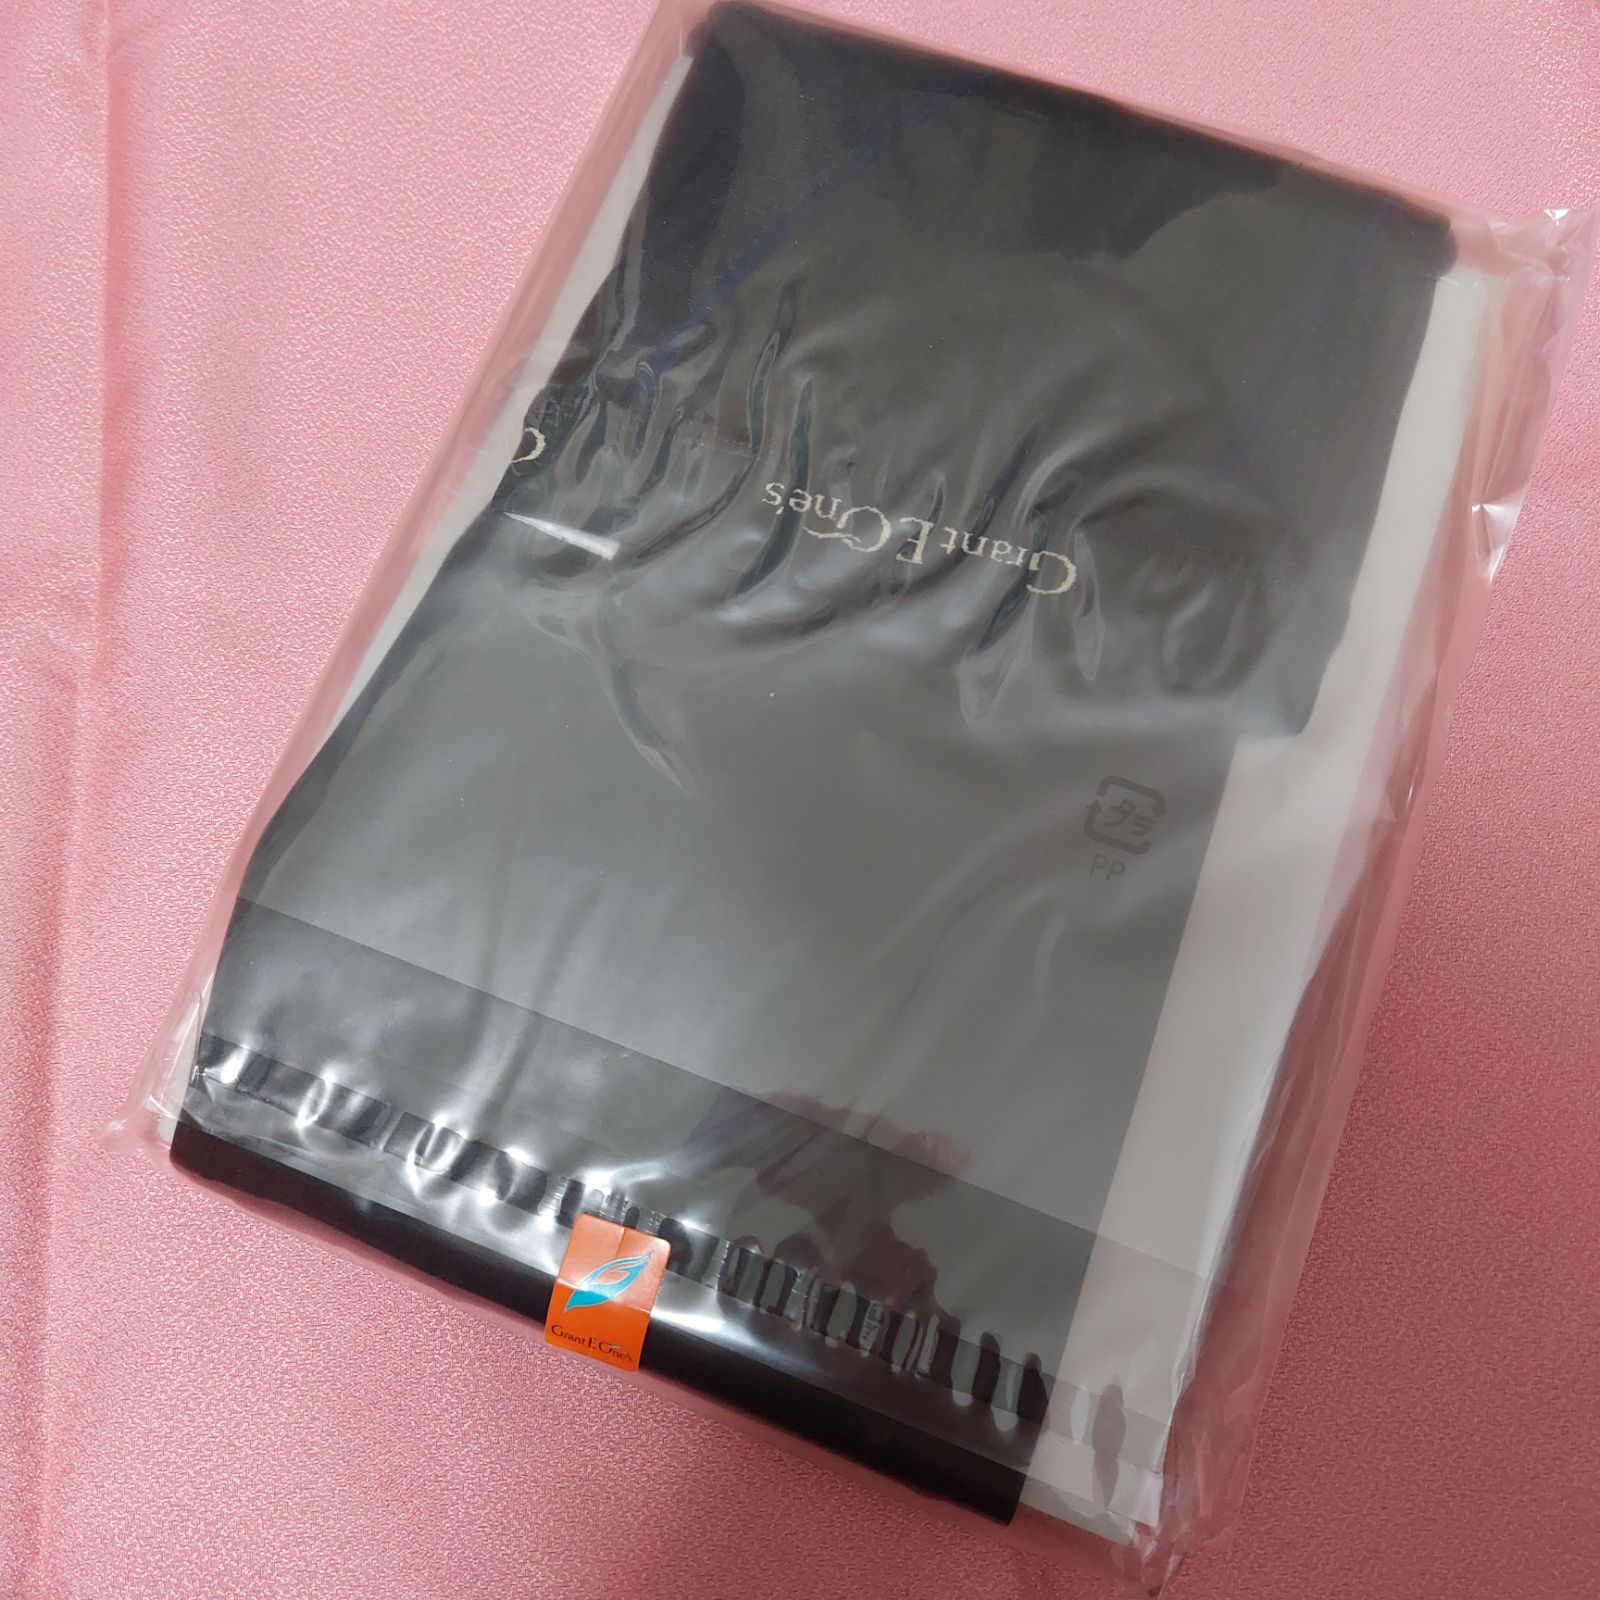 Grant E One's
プラ
PP
Grant E One's